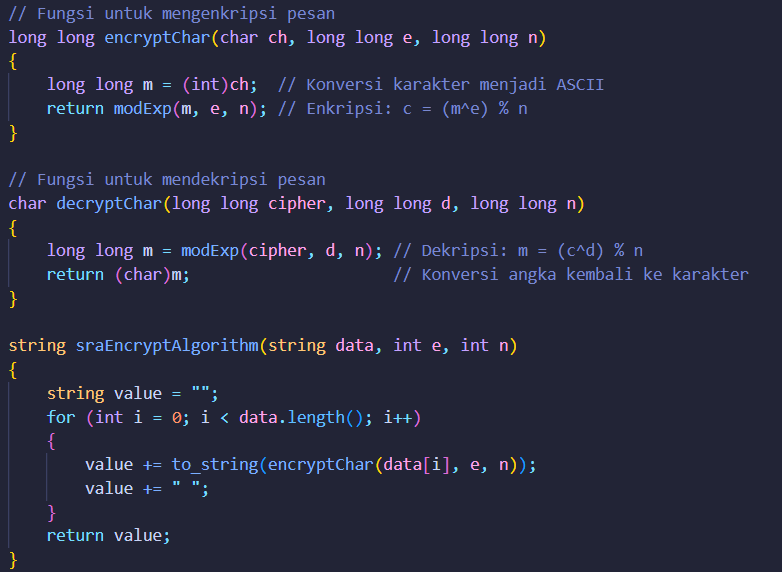 // Fungsi untuk mengenkripsi pesan
long long encryptChar(char ch, long long e, long long n)
{
    long long m = (int)ch;  // Konversi karakter menjadi ASCII
    return modExp(m, e, n); // Enkripsi: c = (m^e) % n
}

// Fungsi untuk mendekripsi pesan
char decryptChar(long long cipher, long long d, long long n)
{
    long long m = modExp(cipher, d, n); // Dekripsi: m = (c^d) % n
    return (char)m;                     // Konversi angka kembali ke karakter
}

string sraEncryptAlgorithm(string data, int e, int n)
{
    string value = "";
    for (int i = 0; i < data.length(); i++)
    {
        value += to_string(encryptChar(data[i], e, n));
        value += " ";
    }
    return value;
}